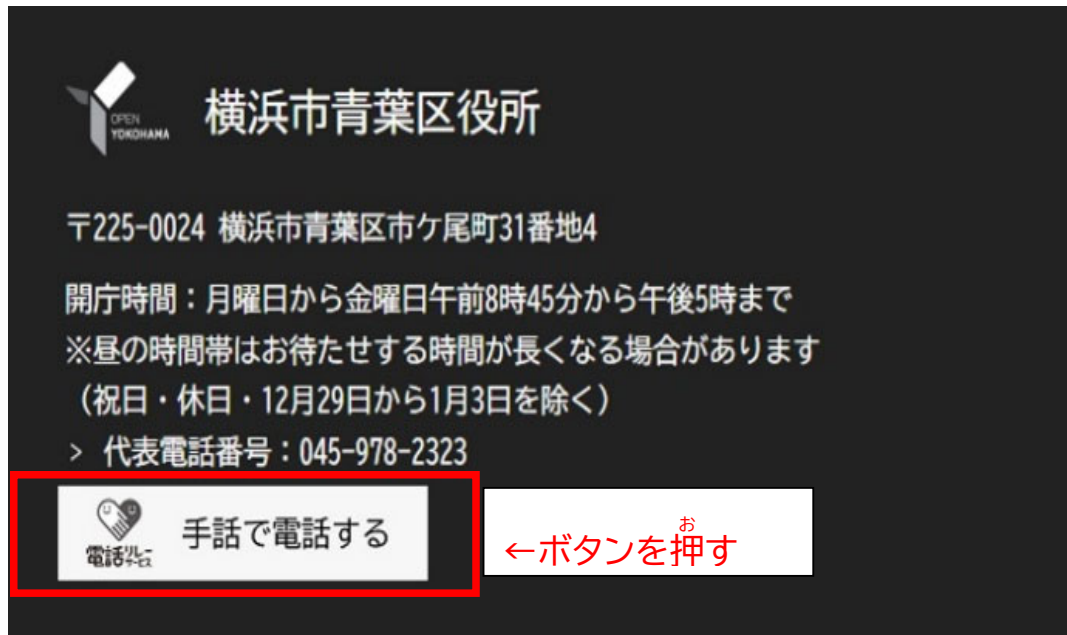 OPEN
YOKOHAMA
横浜市青葉区役所
〒225-0024 横浜市青葉区市ケ尾町31番地4
開庁時間：月曜日から金曜日午前8時45分から午後5時まで
※昼の時間帯はお待たせする時間が長くなる場合があります
（祝日・休日・12月29日から1月3日を除く）
> 代表電話番号：045-978-2323
電話リレーサービス
手話で電話する
お
←ボタンを押す